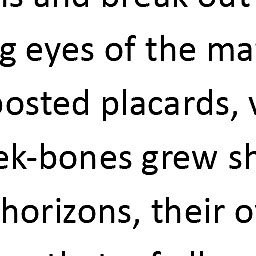 and break out
g eyes of the ma
posted placards,
ek-bones grew sh
horizons, their o